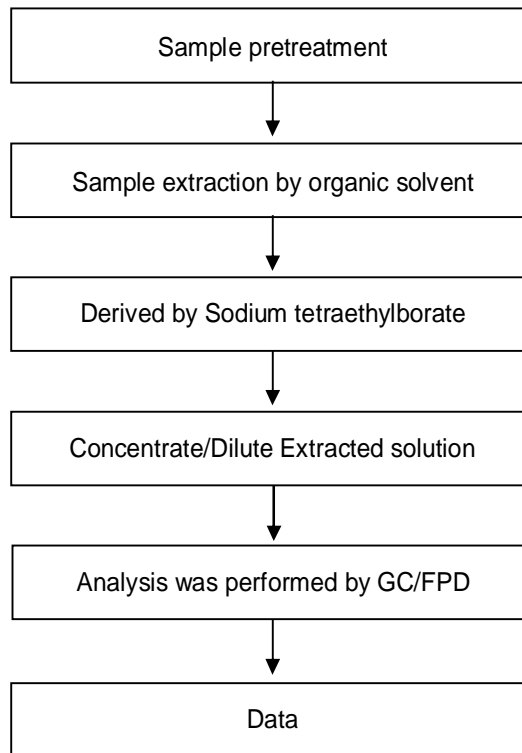 Sample pretreatment
Sample extraction by organic solvent
Derived by Sodium tetraethylborate
Concentrate/Dilute Extracted solution
Analysis was performed by GC/FPD
Data